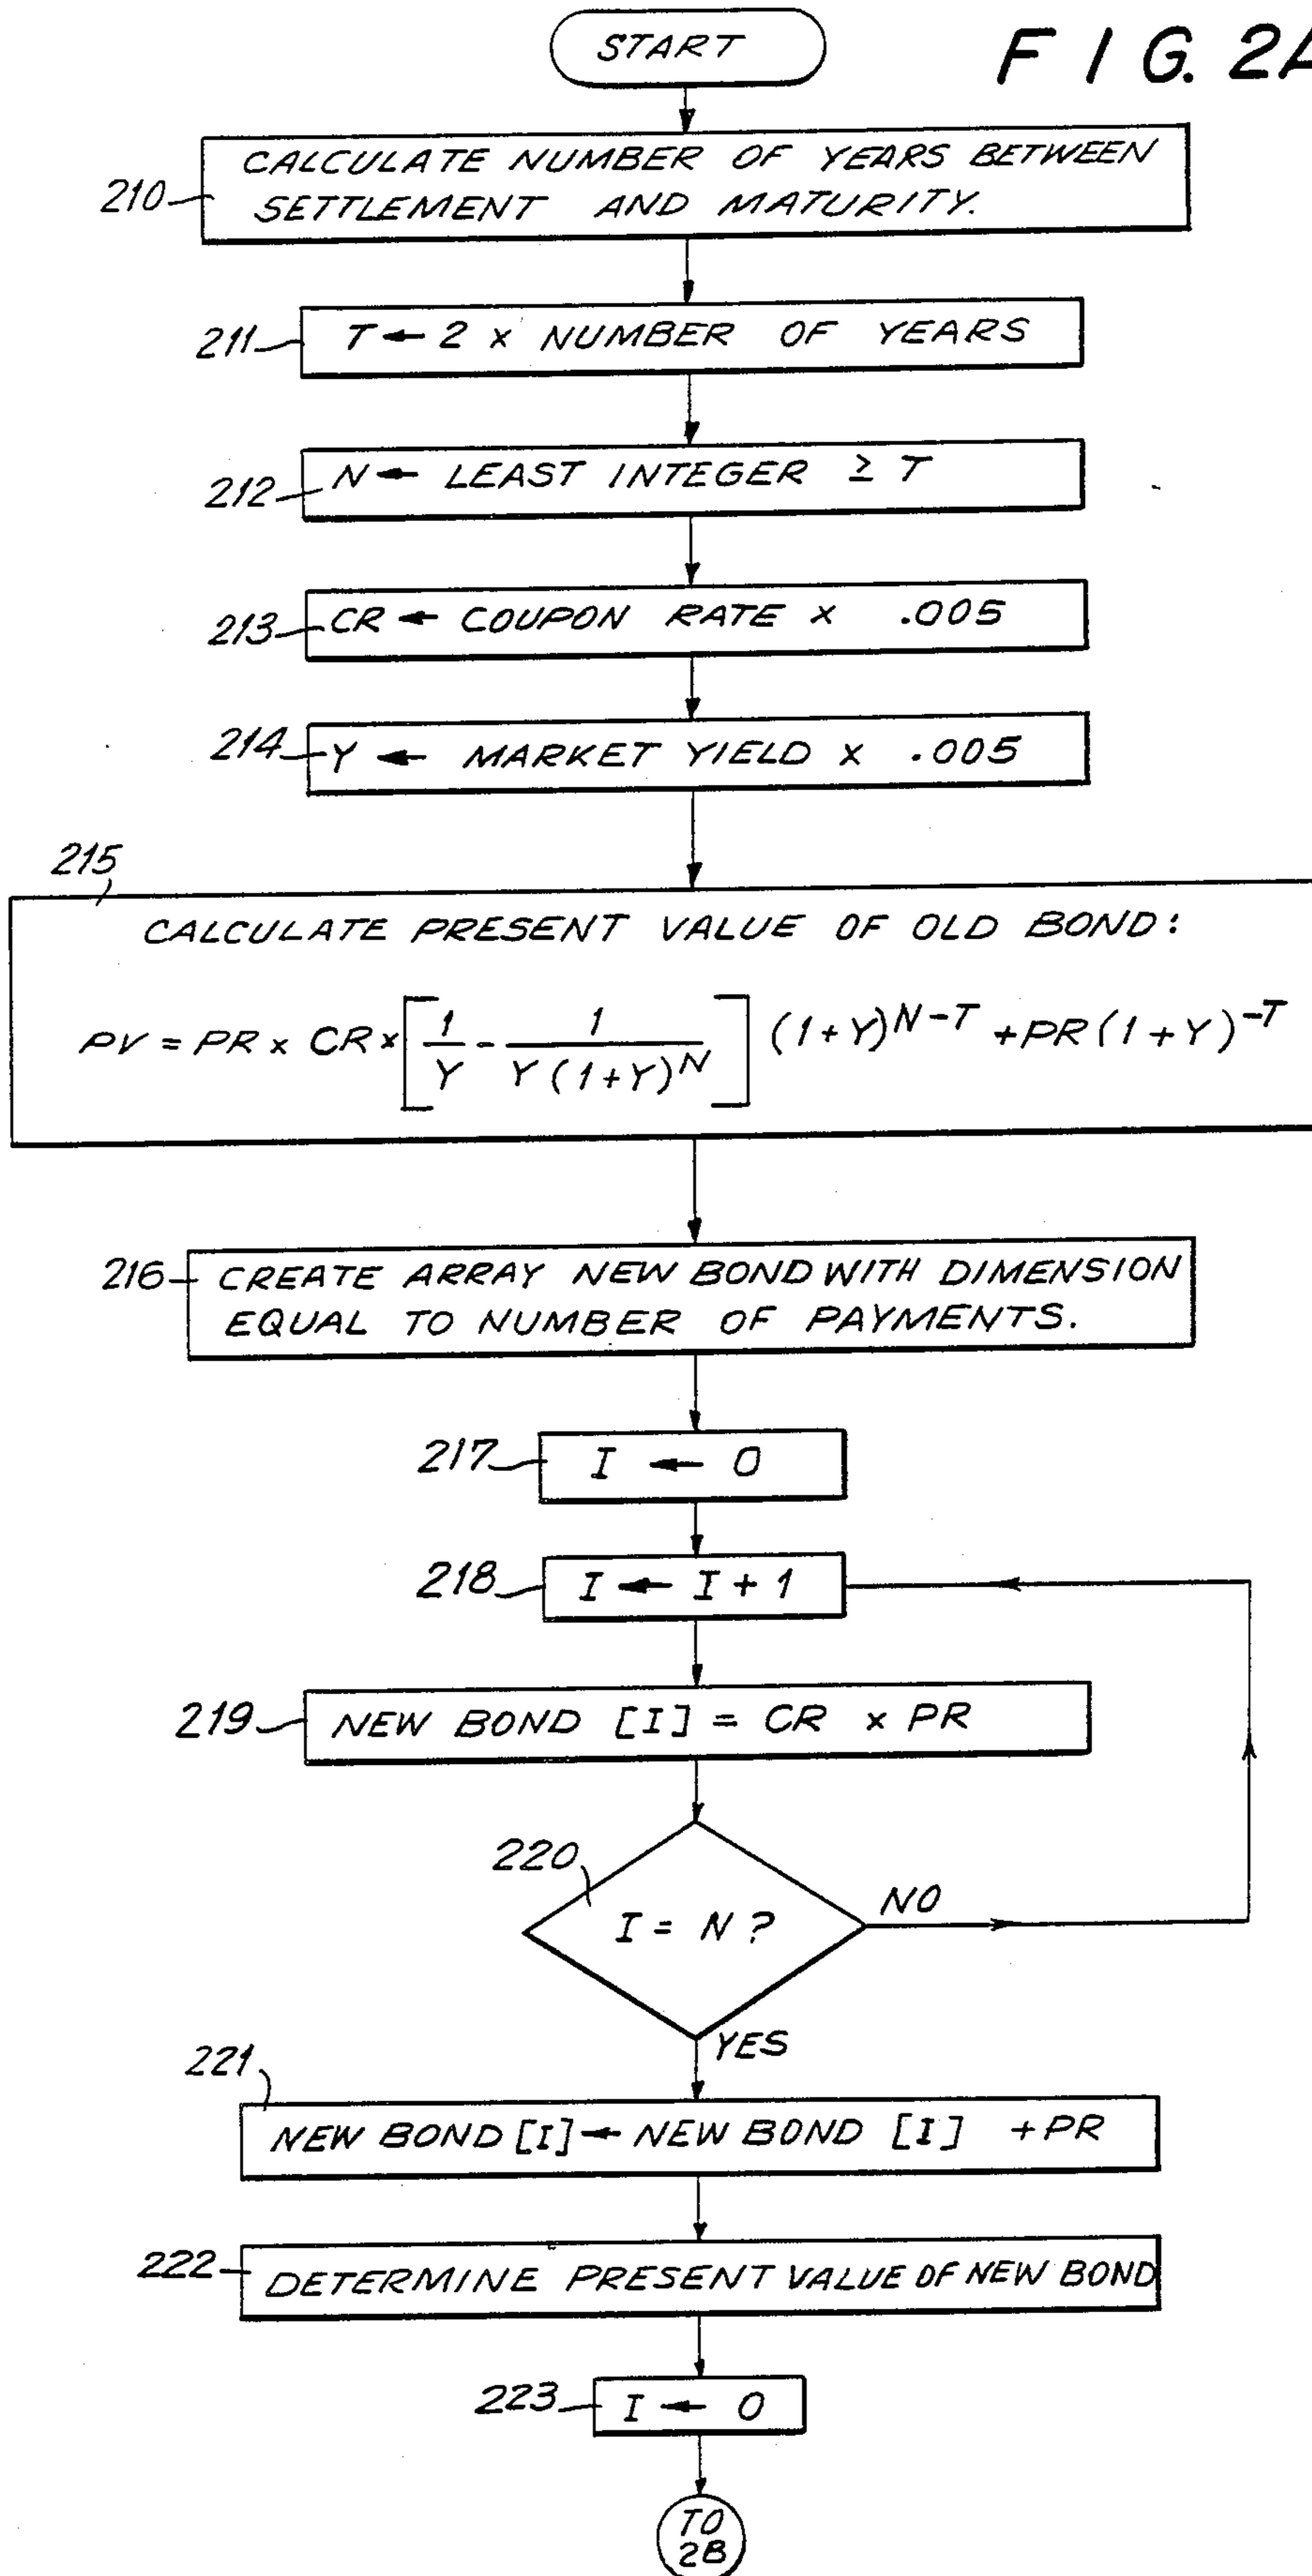 START
FIG. 2A
CALCULATE NUMBER OF YEARS BETWEEN
210
SETTLEMENT AND MATURITY.
211
T ← 2 x NUMBER OF YEARS
212
N ← LEAST INTEGER ≥ T
213
CR ← COUPON RATE x .005
214
Y ← MARKET YIELD x .005
215
CALCULATE PRESENT VALUE OF OLD BOND:
PV = PR x CR x [1/Y - 1/Y(1+Y)^N] (1+Y)^N-T + PR(1+Y)^-T
216
CREATE ARRAY NEW BOND WITH DIMENSION
EQUAL TO NUMBER OF PAYMENTS.
217
I ← 0
218
I ← I + 1
219
NEW BOND [I] = CR x PR
220
I = N ?
NO
YES
221
NEW BOND [I] ← NEW BOND [I] + PR
222
DETERMINE PRESENT VALUE OF NEW BOND
223
I ← 0
TO
2B